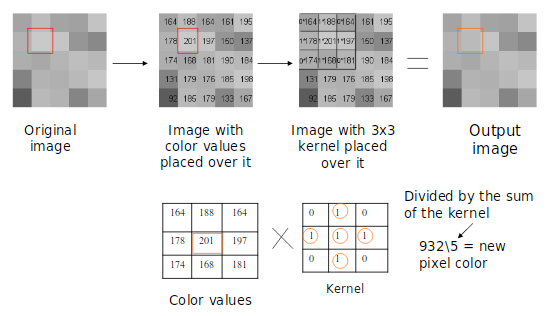 164 188 164 161 195
178 201 197 150 137
174 168 181 190 184
131 179 176 185 198
92 185 179 133 167
0*164 1*188 0*164 161 195
1*178 1*201 1*197 150 137
0*174 1*168 0*181 190 184
131 179 176 185 198
92 195 179 133 167
Original
image
Image with
color values
placed over it
Image with 3x3
kernel placed
over it
Output
image
164 188 164
178 201 197
174 168 181
Color values
0 1 0
1 1 1
0 1 0
Kernel
Divided by the sum
of the kernel
932\5 = new
pixel color